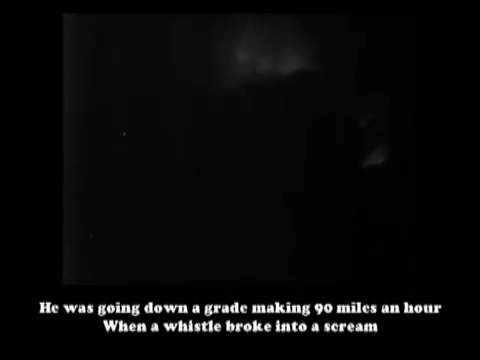 He was going down a grade making 90 miles an hour
When a whistle broke into a scream